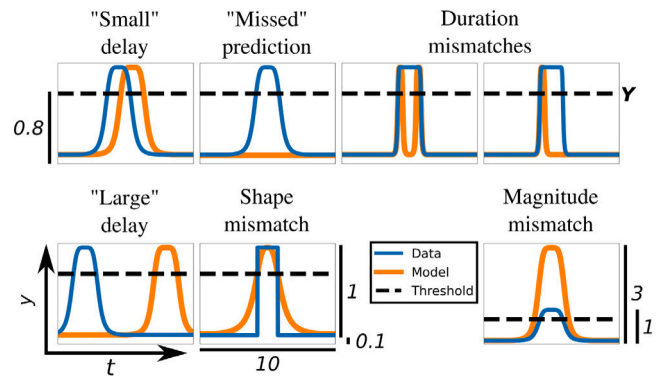 "Small"
delay
"Missed"
prediction
Duration
mismatches
0.8
Y
"Large"
delay
Shape
mismatch
Magnitude
mismatch
Data
Model
Threshold
y
t
10
1
0.1
3
1